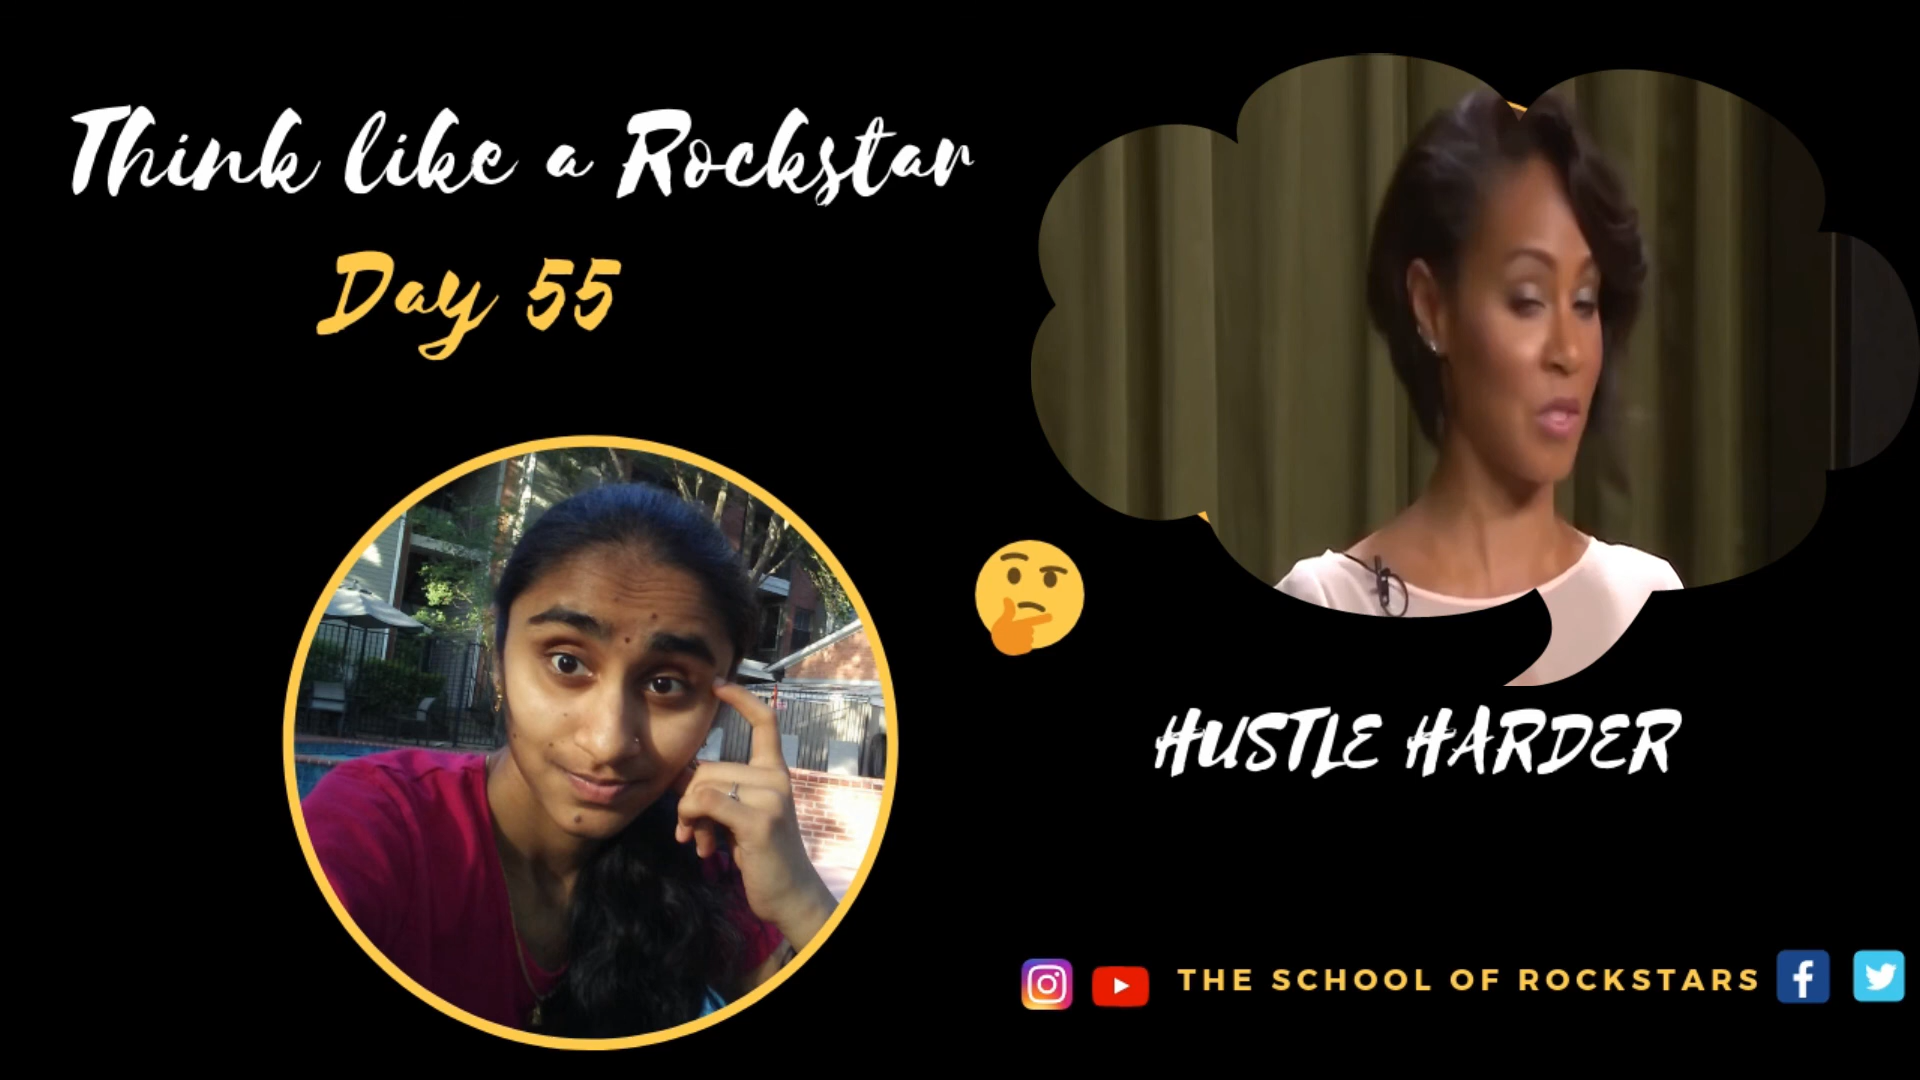 Think like a Rockstar
Day 55
HUSTLE HARDER
THE SCHOOL OF ROCKSTARS